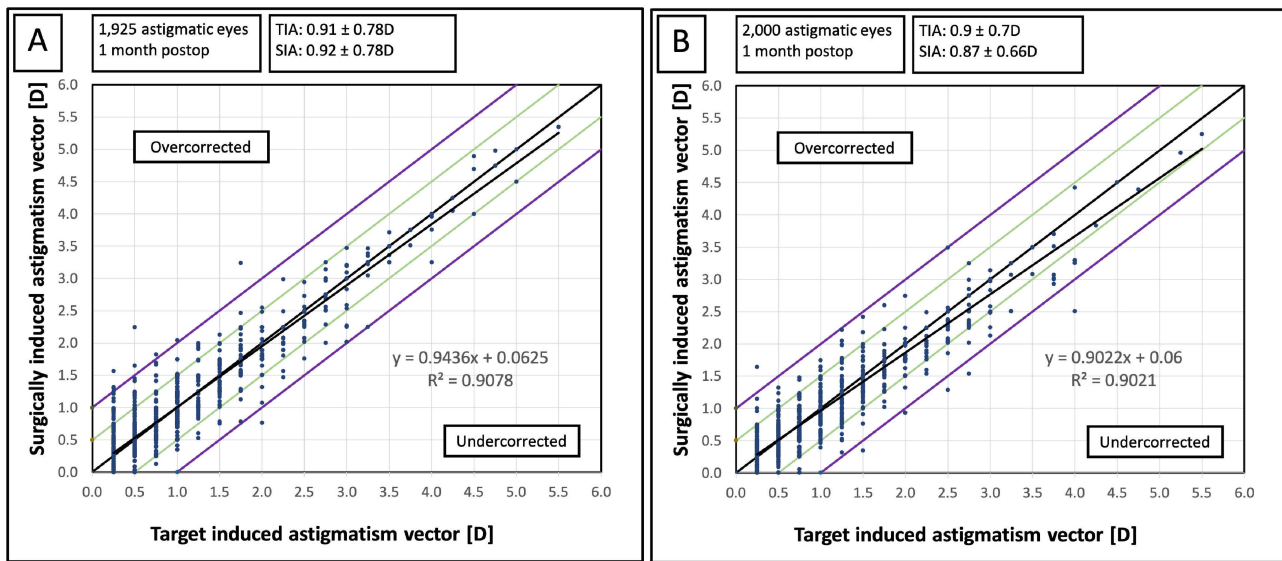 A
1,925 astigmatic eyes
1 month postop
TIA: 0.91 ± 0.78D
SIA: 0.92 ± 0.78D
Surgically induced astigmatism vector [D]
6.0
5.5
5.0
4.5
4.0
3.5
3.0
2.5
2.0
1.5
1.0
0.5
0.0
Overcorrected
y = 0.9436x + 0.0625
R² = 0.9078
Undercorrected
0.0 0.5 1.0 1.5 2.0 2.5 3.0 3.5 4.0 4.5 5.0 5.5 6.0
Target induced astigmatism vector [D]
B
2,000 astigmatic eyes
1 month postop
TIA: 0.9 ± 0.7D
SIA: 0.87 ± 0.66D
Surgically induced astigmatism vector [D]
6.0
5.5
5.0
4.5
4.0
3.5
3.0
2.5
2.0
1.5
1.0
0.5
0.0
Overcorrected
y = 0.9022x + 0.06
R² = 0.9021
Undercorrected
0.0 0.5 1.0 1.5 2.0 2.5 3.0 3.5 4.0 4.5 5.0 5.5 6.0
Target induced astigmatism vector [D]